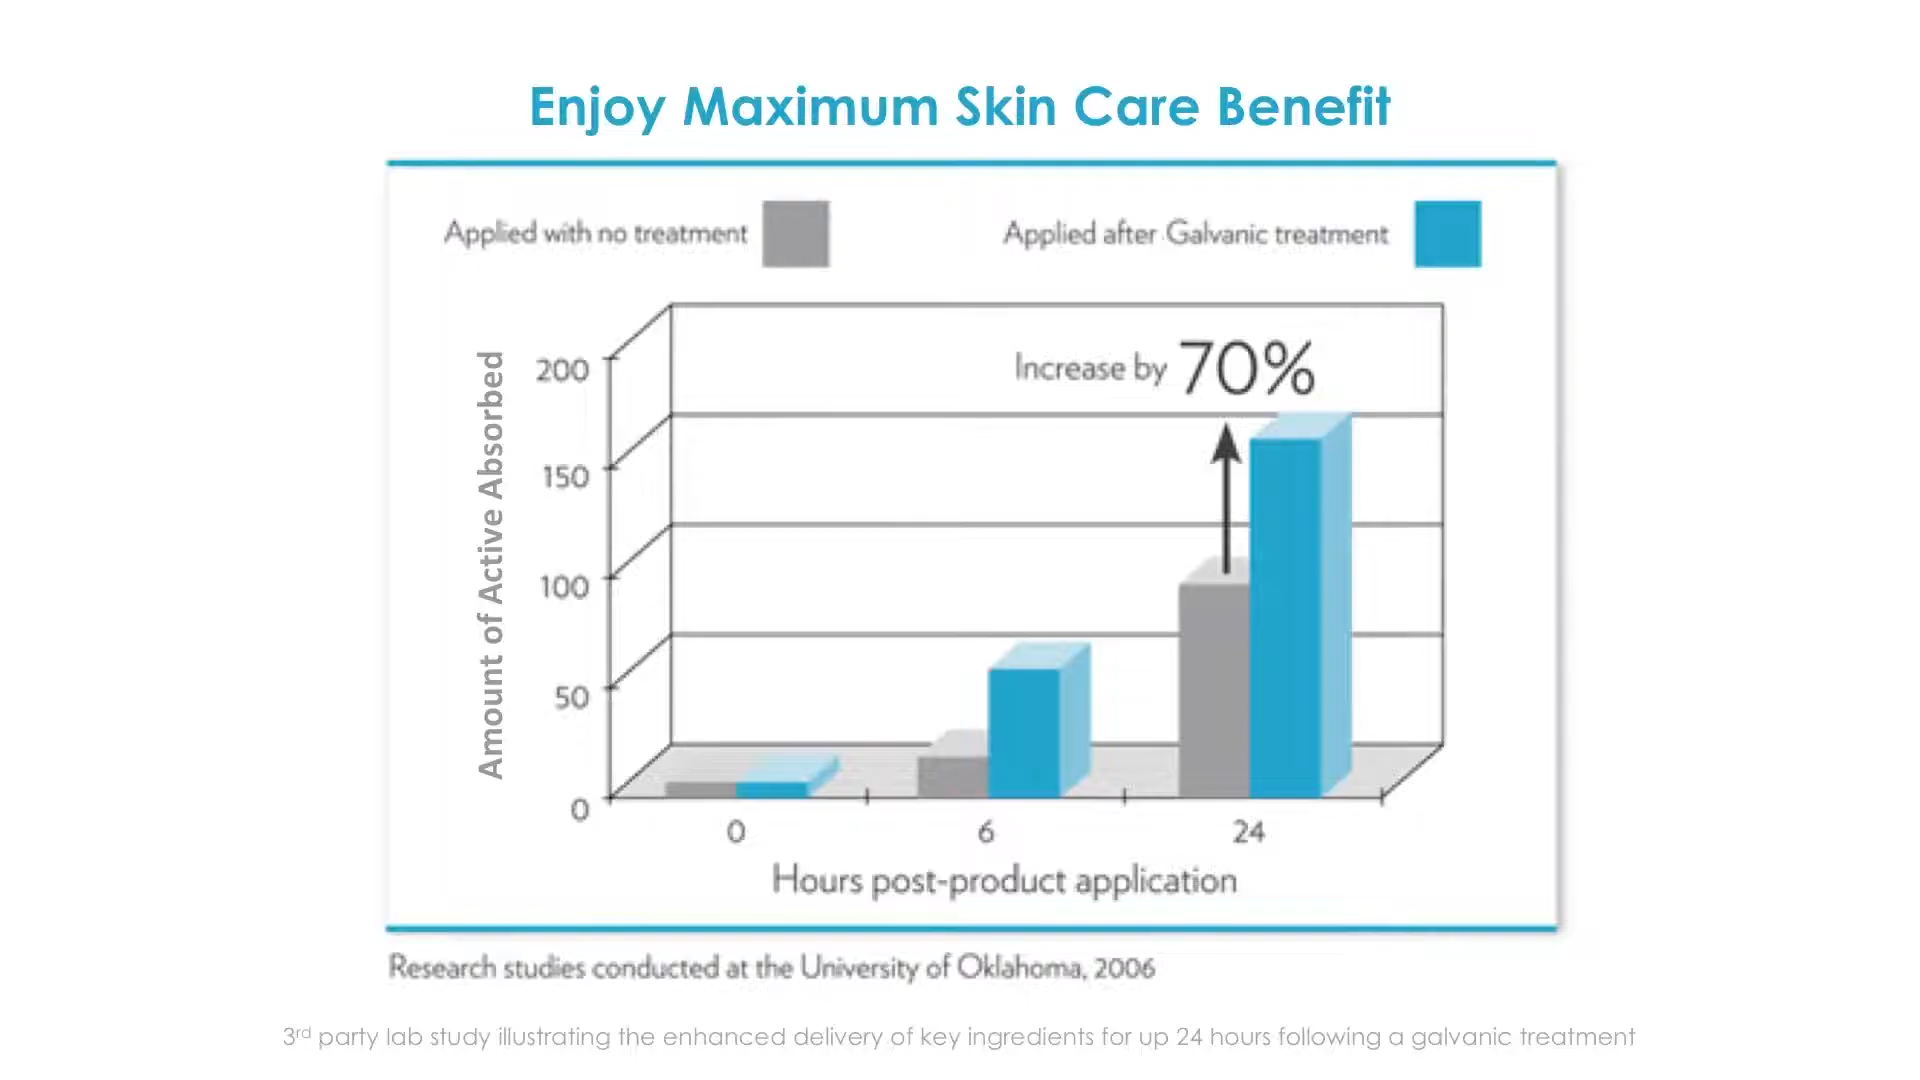 Enjoy Maximum Skin Care Benefit
Applied with no treatment
Applied after Galvanic treatment
Increase by 70%
Amount of Active Absorbed
200
150
100
50
0
0 6 24
Hours post-product application
Research studies conducted at the University of Oklahoma, 2006
3rd party lab study illustrating the enhanced delivery of key ingredients for up 24 hours following a galvanic treatment